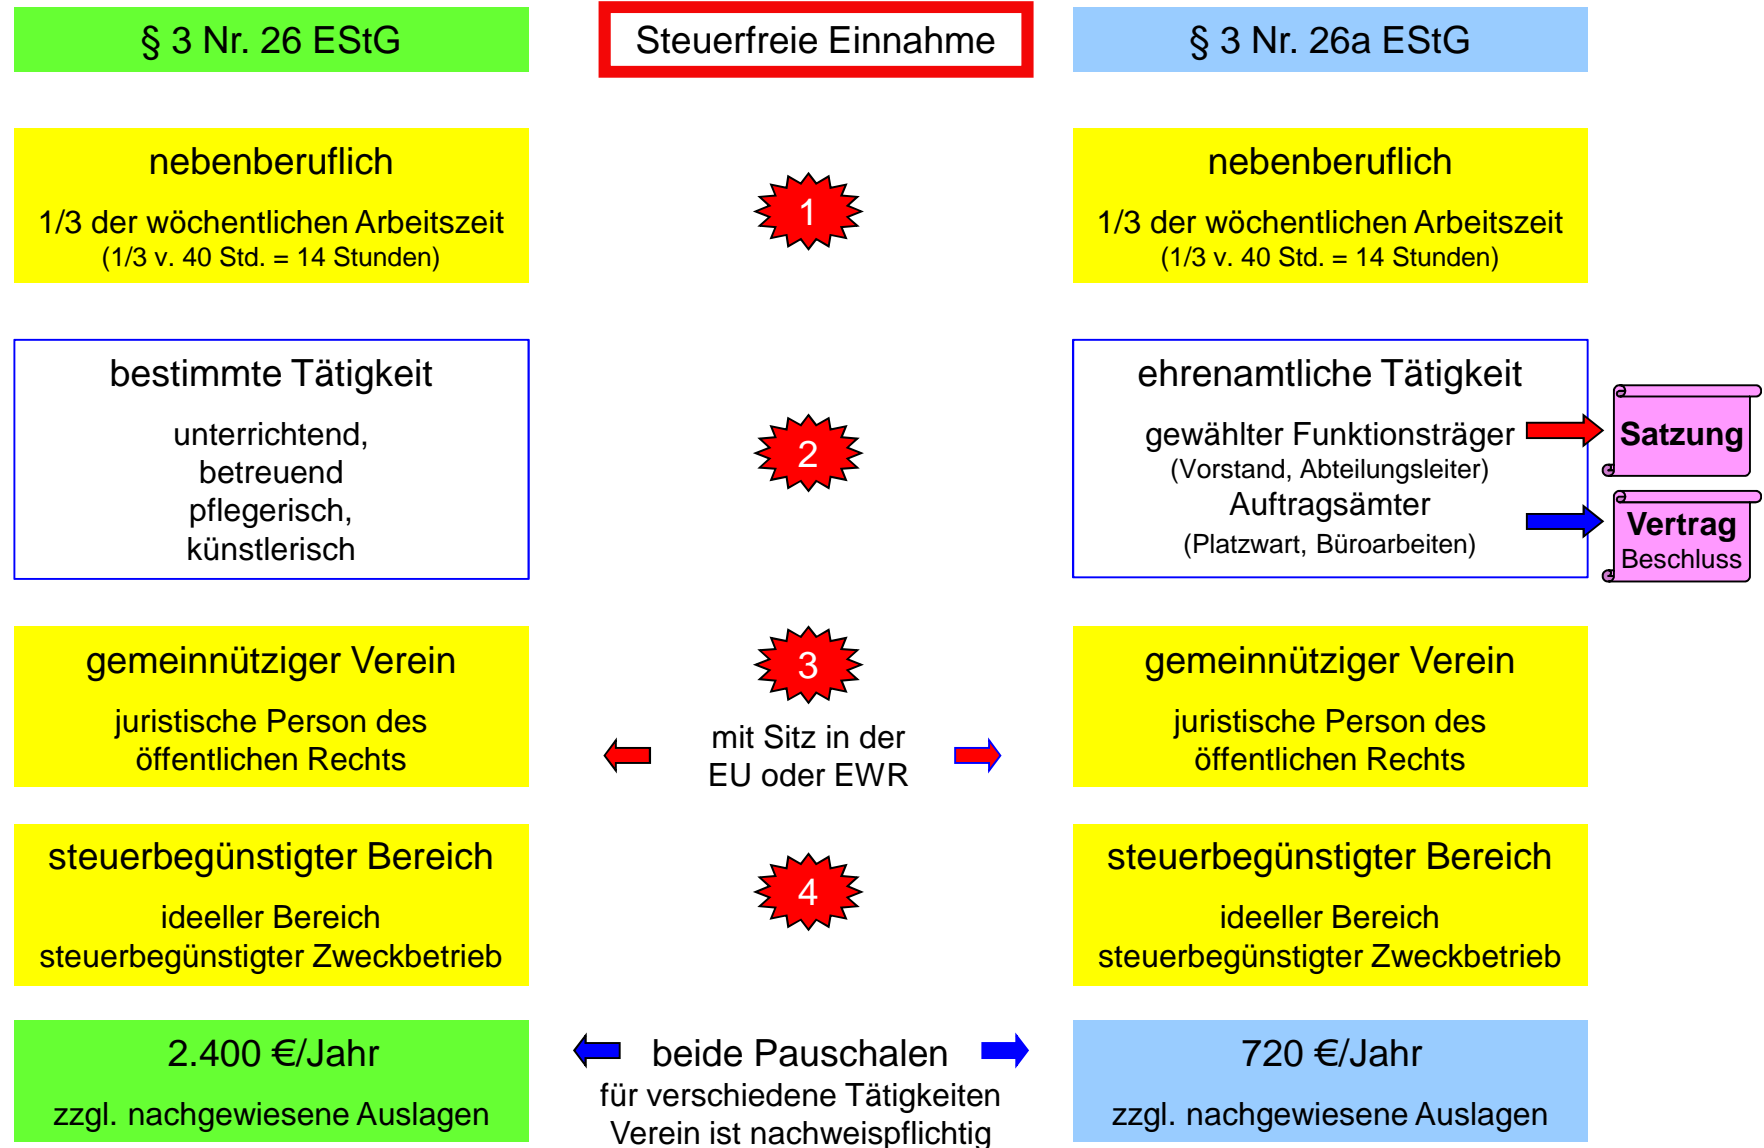 § 3 Nr. 26 EStG
Steuerfreie Einnahme
§ 3 Nr. 26a EStG
nebenberuflich
1/3 der wöchentlichen Arbeitszeit
(1/3 v. 40 Std. = 14 Stunden)
1
nebenberuflich
1/3 der wöchentlichen Arbeitszeit
(1/3 v. 40 Std. = 14 Stunden)
bestimmte Tätigkeit
unterrichtend,
betreuend
pflegerisch,
künstlerisch
2
ehrenamtliche Tätigkeit
gewählter Funktionsträger
(Vorstand, Abteilungsleiter)
Auftragsämter
(Platzwart, Büroarbeiten)
Satzung
Vertrag
Beschluss
gemeinnütziger Verein
juristische Person des
öffentlichen Rechts
3
mit Sitz in der
EU oder EWR
gemeinnütziger Verein
juristische Person des
öffentlichen Rechts
steuerbegünstigter Bereich
ideeller Bereich
steuerbegünstigter Zweckbetrieb
4
steuerbegünstigter Bereich
ideeller Bereich
steuerbegünstigter Zweckbetrieb
2.400 €/Jahr
zzgl. nachgewiesene Auslagen
beide Pauschalen
für verschiedene Tätigkeiten
Verein ist nachweispflichtig
720 €/Jahr
zzgl. nachgewiesene Auslagen